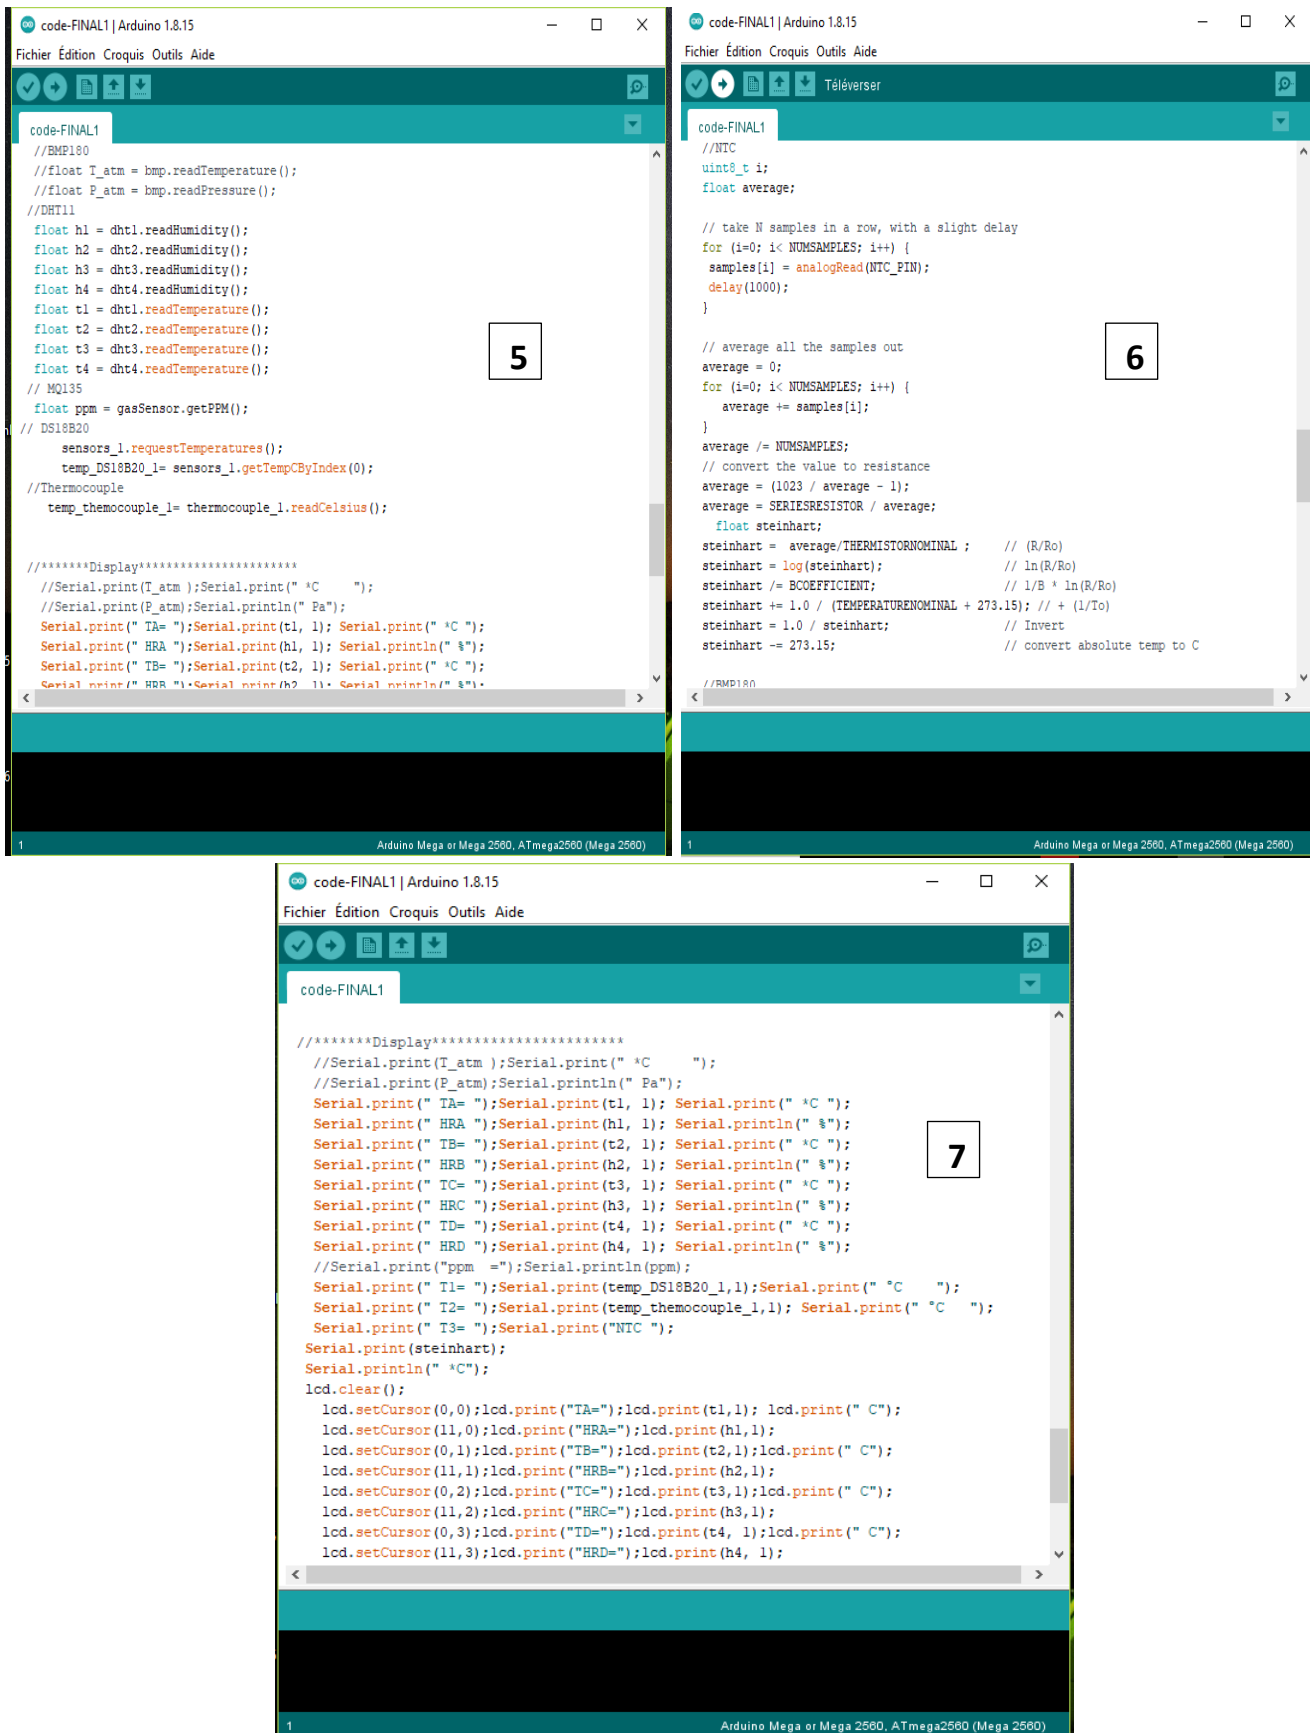 code-FINAL1 | Arduino 1.8.15
Fichier Édition Croquis Outils Aide
code-FINAL1
//BMP180
//float T_atm = bmp.readTemperature();
//float P_atm = bmp.readPressure();
//DHT11
float h1 = dht1.readHumidity();
float h2 = dht2.readHumidity();
float h3 = dht3.readHumidity();
float h4 = dht4.readHumidity();
float t1 = dht1.readTemperature();
float t2 = dht2.readTemperature();
float t3 = dht3.readTemperature();
float t4 = dht4.readTemperature();
// MQ135
float ppm = gasSensor.getPPM();
// DS18B20
sensors_1.requestTemperatures();
temp_DS18B20_1= sensors_1.getTempCByIndex(0);
//Thermocouple
temp_themocouple_1= thermocouple_1.readCelsius();
//*******Display***********************
//Serial.print(T_atm );Serial.print(" *C     ");
//Serial.print(P_atm);Serial.println(" Pa");
Serial.print(" TA= ");Serial.print(t1, 1); Serial.print(" *C ");
Serial.print(" HRA ");Serial.print(h1, 1); Serial.println(" %");
Serial.print(" TB= ");Serial.print(t2, 1); Serial.print(" *C ");
Serial.print(" HRB ");Serial.print(h2, 1); Serial.println(" %");
5
1
Arduino Mega or Mega 2560, ATmega2560 (Mega 2560)
code-FINAL1 | Arduino 1.8.15
Fichier Édition Croquis Outils Aide
Téléverser
code-FINAL1
//NTC
uint8_t i;
float average;
// take N samples in a row, with a slight delay
for (i=0; i< NUMSAMPLES; i++) {
samples[i] = analogRead(NTC_PIN);
delay(1000);
}
// average all the samples out
average = 0;
for (i=0; i< NUMSAMPLES; i++) {
average += samples[i];
}
average /= NUMSAMPLES;
// convert the value to resistance
average = (1023 / average - 1);
average = SERIESRESISTOR / average;
float steinhart;
steinhart =  average/THERMISTORNOMINAL ;     // (R/Ro)
steinhart = log(steinhart);                  // ln(R/Ro)
steinhart /= BCOEFFICIENT;                   // 1/B * ln(R/Ro)
steinhart += 1.0 / (TEMPERATURENOMINAL + 273.15); // + (1/To)
steinhart = 1.0 / steinhart;                 // Invert
steinhart -= 273.15;                         // convert absolute temp to C
//BMP180
6
1
Arduino Mega or Mega 2560, ATmega2560 (Mega 2560)
code-FINAL1 | Arduino 1.8.15
Fichier Édition Croquis Outils Aide
code-FINAL1
//*******Display***********************
//Serial.print(T_atm );Serial.print(" *C     ");
//Serial.print(P_atm);Serial.println(" Pa");
Serial.print(" TA= ");Serial.print(t1, 1); Serial.print(" *C ");
Serial.print(" HRA ");Serial.print(h1, 1); Serial.println(" %");
Serial.print(" TB= ");Serial.print(t2, 1); Serial.print(" *C ");
Serial.print(" HRB ");Serial.print(h2, 1); Serial.println(" %");
Serial.print(" TC= ");Serial.print(t3, 1); Serial.print(" *C ");
Serial.print(" HRC ");Serial.print(h3, 1); Serial.println(" %");
Serial.print(" TD= ");Serial.print(t4, 1); Serial.print(" *C ");
Serial.print(" HRD ");Serial.print(h4, 1); Serial.println(" %");
//Serial.print("ppm  =");Serial.println(ppm);
Serial.print(" T1= ");Serial.print(temp_DS18B20_1,1);Serial.print(" °C    ");
Serial.print(" T2= ");Serial.print(temp_themocouple_1,1); Serial.print(" °C   ");
Serial.print(" T3= ");Serial.print("NTC ");
Serial.print(steinhart);
Serial.println(" *C");
lcd.clear();
lcd.setCursor(0,0);lcd.print("TA=");lcd.print(t1,1); lcd.print(" C");
lcd.setCursor(11,0);lcd.print("HRA=");lcd.print(h1,1);
lcd.setCursor(0,1);lcd.print("TB=");lcd.print(t2,1);lcd.print(" C");
lcd.setCursor(11,1);lcd.print("HRB=");lcd.print(h2,1);
lcd.setCursor(0,2);lcd.print("TC=");lcd.print(t3,1);lcd.print(" C");
lcd.setCursor(11,2);lcd.print("HRC=");lcd.print(h3,1);
lcd.setCursor(0,3);lcd.print("TD=");lcd.print(t4, 1);lcd.print(" C");
lcd.setCursor(11,3);lcd.print("HRD=");lcd.print(h4, 1);
7
1
Arduino Mega or Mega 2560, ATmega2560 (Mega 2560)